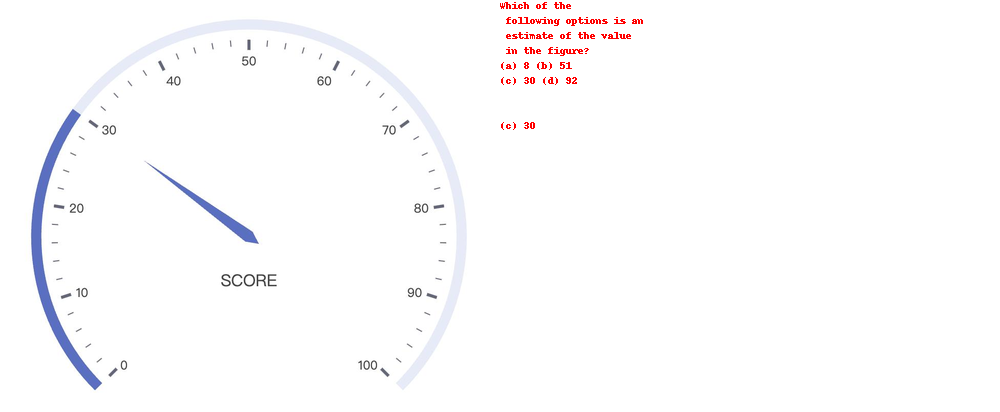 50
40
60
30
70
20
80
10
90
0
100
SCORE
Which of the
following options is an
estimate of the value
in the figure?
(a) 8 (b) 51
(c) 30 (d) 92
(c) 30